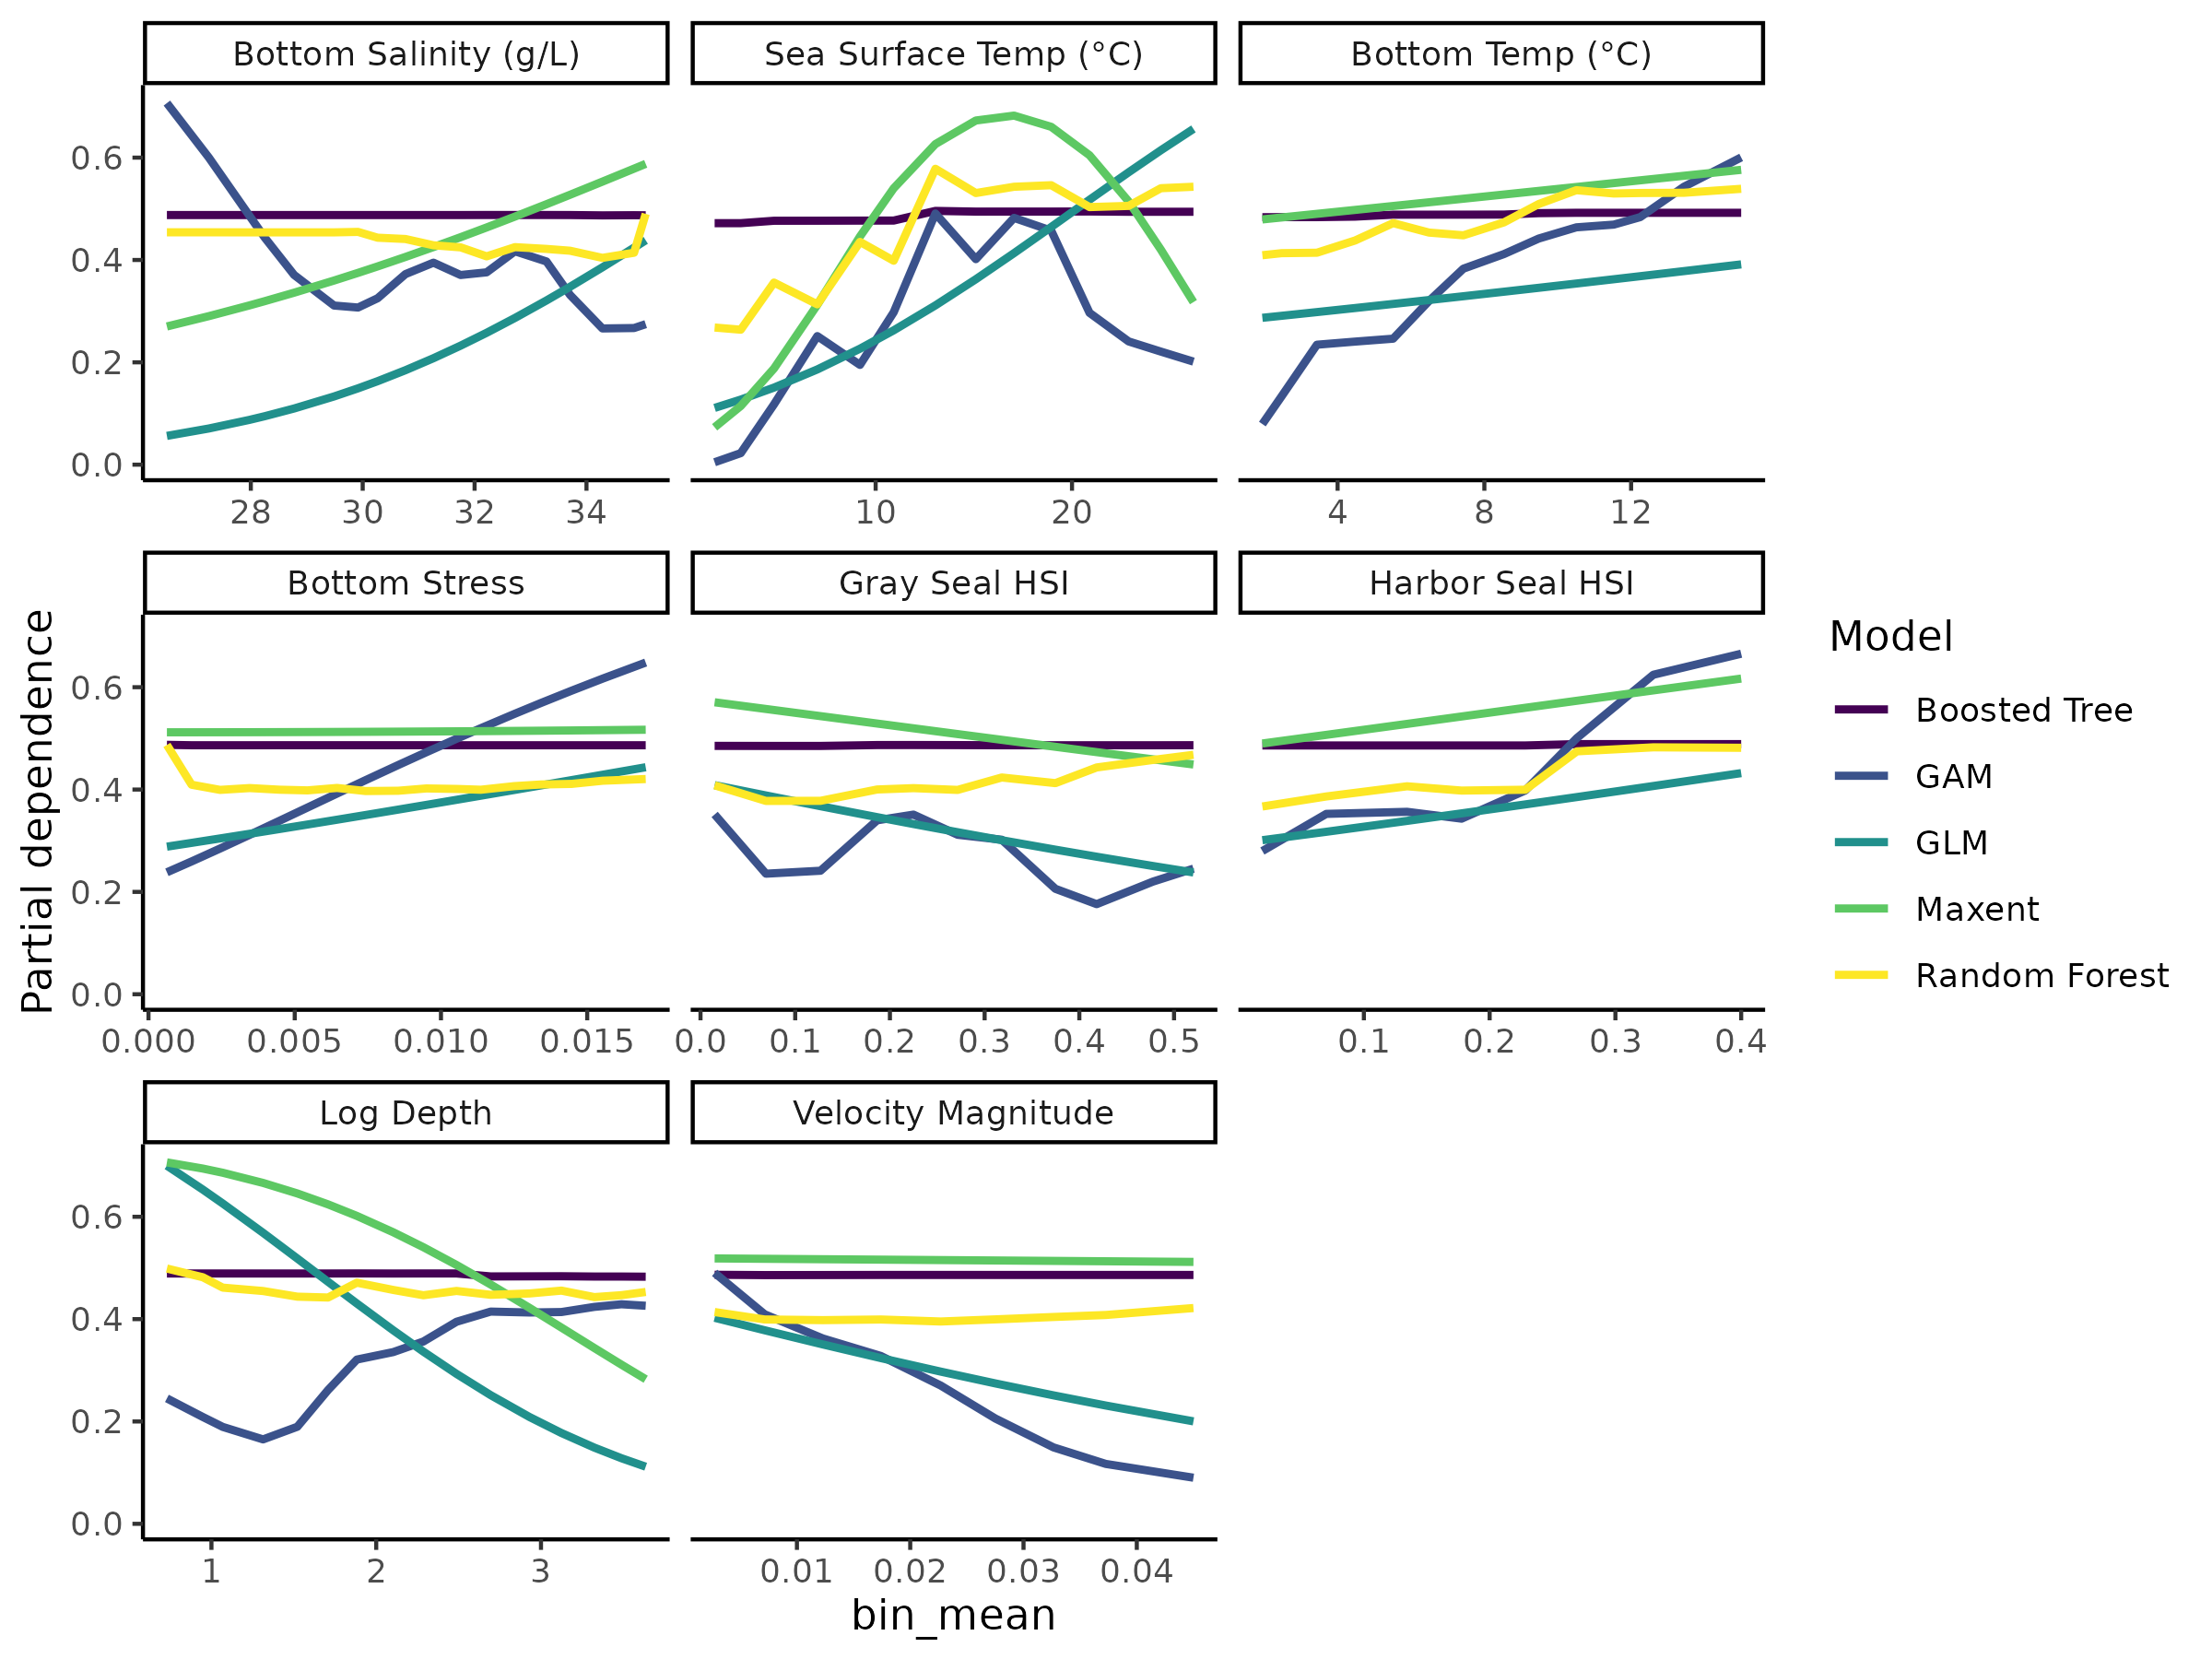 Bottom Salinity (g/L)
Sea Surface Temp (°C)
Bottom Temp (°C)
0.6
0.4
0.2
0.0
28 30 32 34
10 20
4 8 12
Bottom Stress
Gray Seal HSI
Harbor Seal HSI
Partial dependence
0.6
0.4
0.2
0.0
0.000 0.005 0.010 0.015
0.0 0.1 0.2 0.3 0.4 0.5
0.1 0.2 0.3 0.4
Log Depth
Velocity Magnitude
0.6
0.4
0.2
0.0
1 2 3
0.01 0.02 0.03 0.04
bin_mean
Model
Boosted Tree
GAM
GLM
Maxent
Random Forest